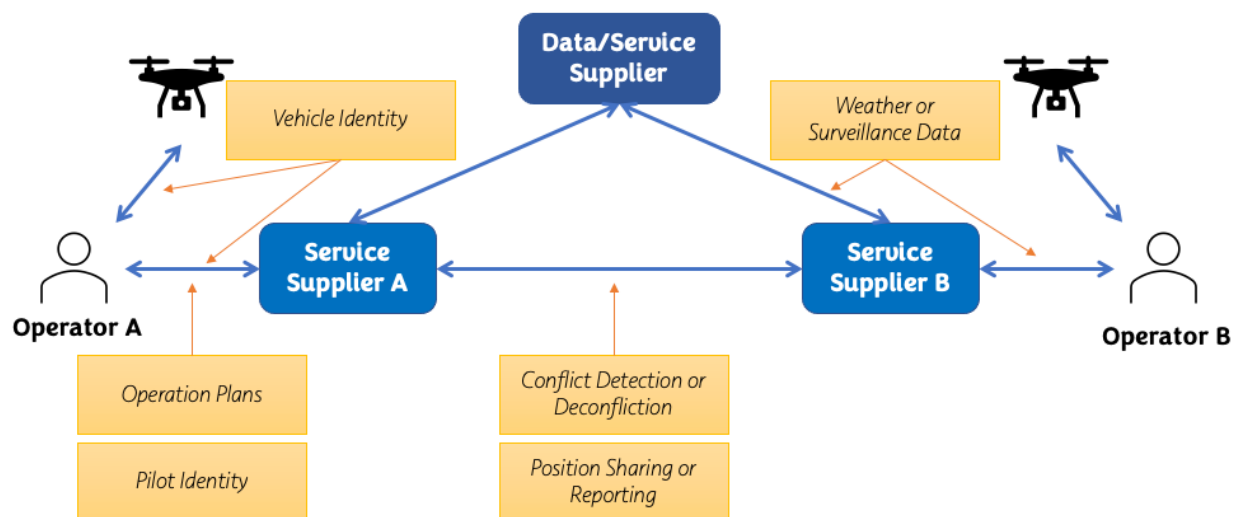 Data/Service
Supplier
Vehicle Identity
Weather or
Surveillance Data
Service
Supplier A
Service
Supplier B
Operator A
Operator B
Operation Plans
Conflict Detection or
Deconfliction
Pilot Identity
Position Sharing or
Reporting